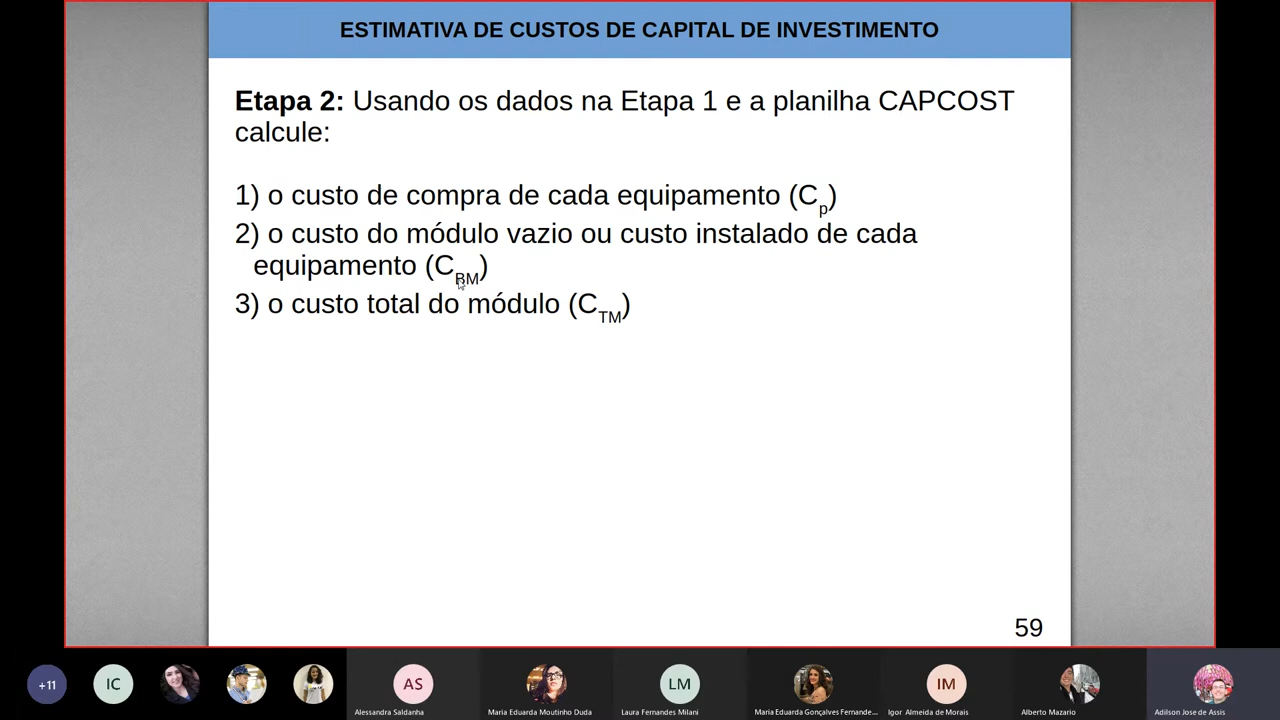 ESTIMATIVA DE CUSTOS DE CAPITAL DE INVESTIMENTO
Etapa 2: Usando os dados na Etapa 1 e a planilha CAPCOST
calcule:
1) o custo de compra de cada equipamento (Cp)
2) o custo do módulo vazio ou custo instalado de cada
equipamento (CBM)
3) o custo total do módulo (CTM)
59
+11
IC
AS
LM
IM
Alessandra Saldanha
Maria Eduarda Moutinho Duda
Laura Fernandes Milani
Maria Eduarda Gonçalves Fernande...
Igor Almeida de Morais
Alberto Mazario
Adilson Jose de Assis